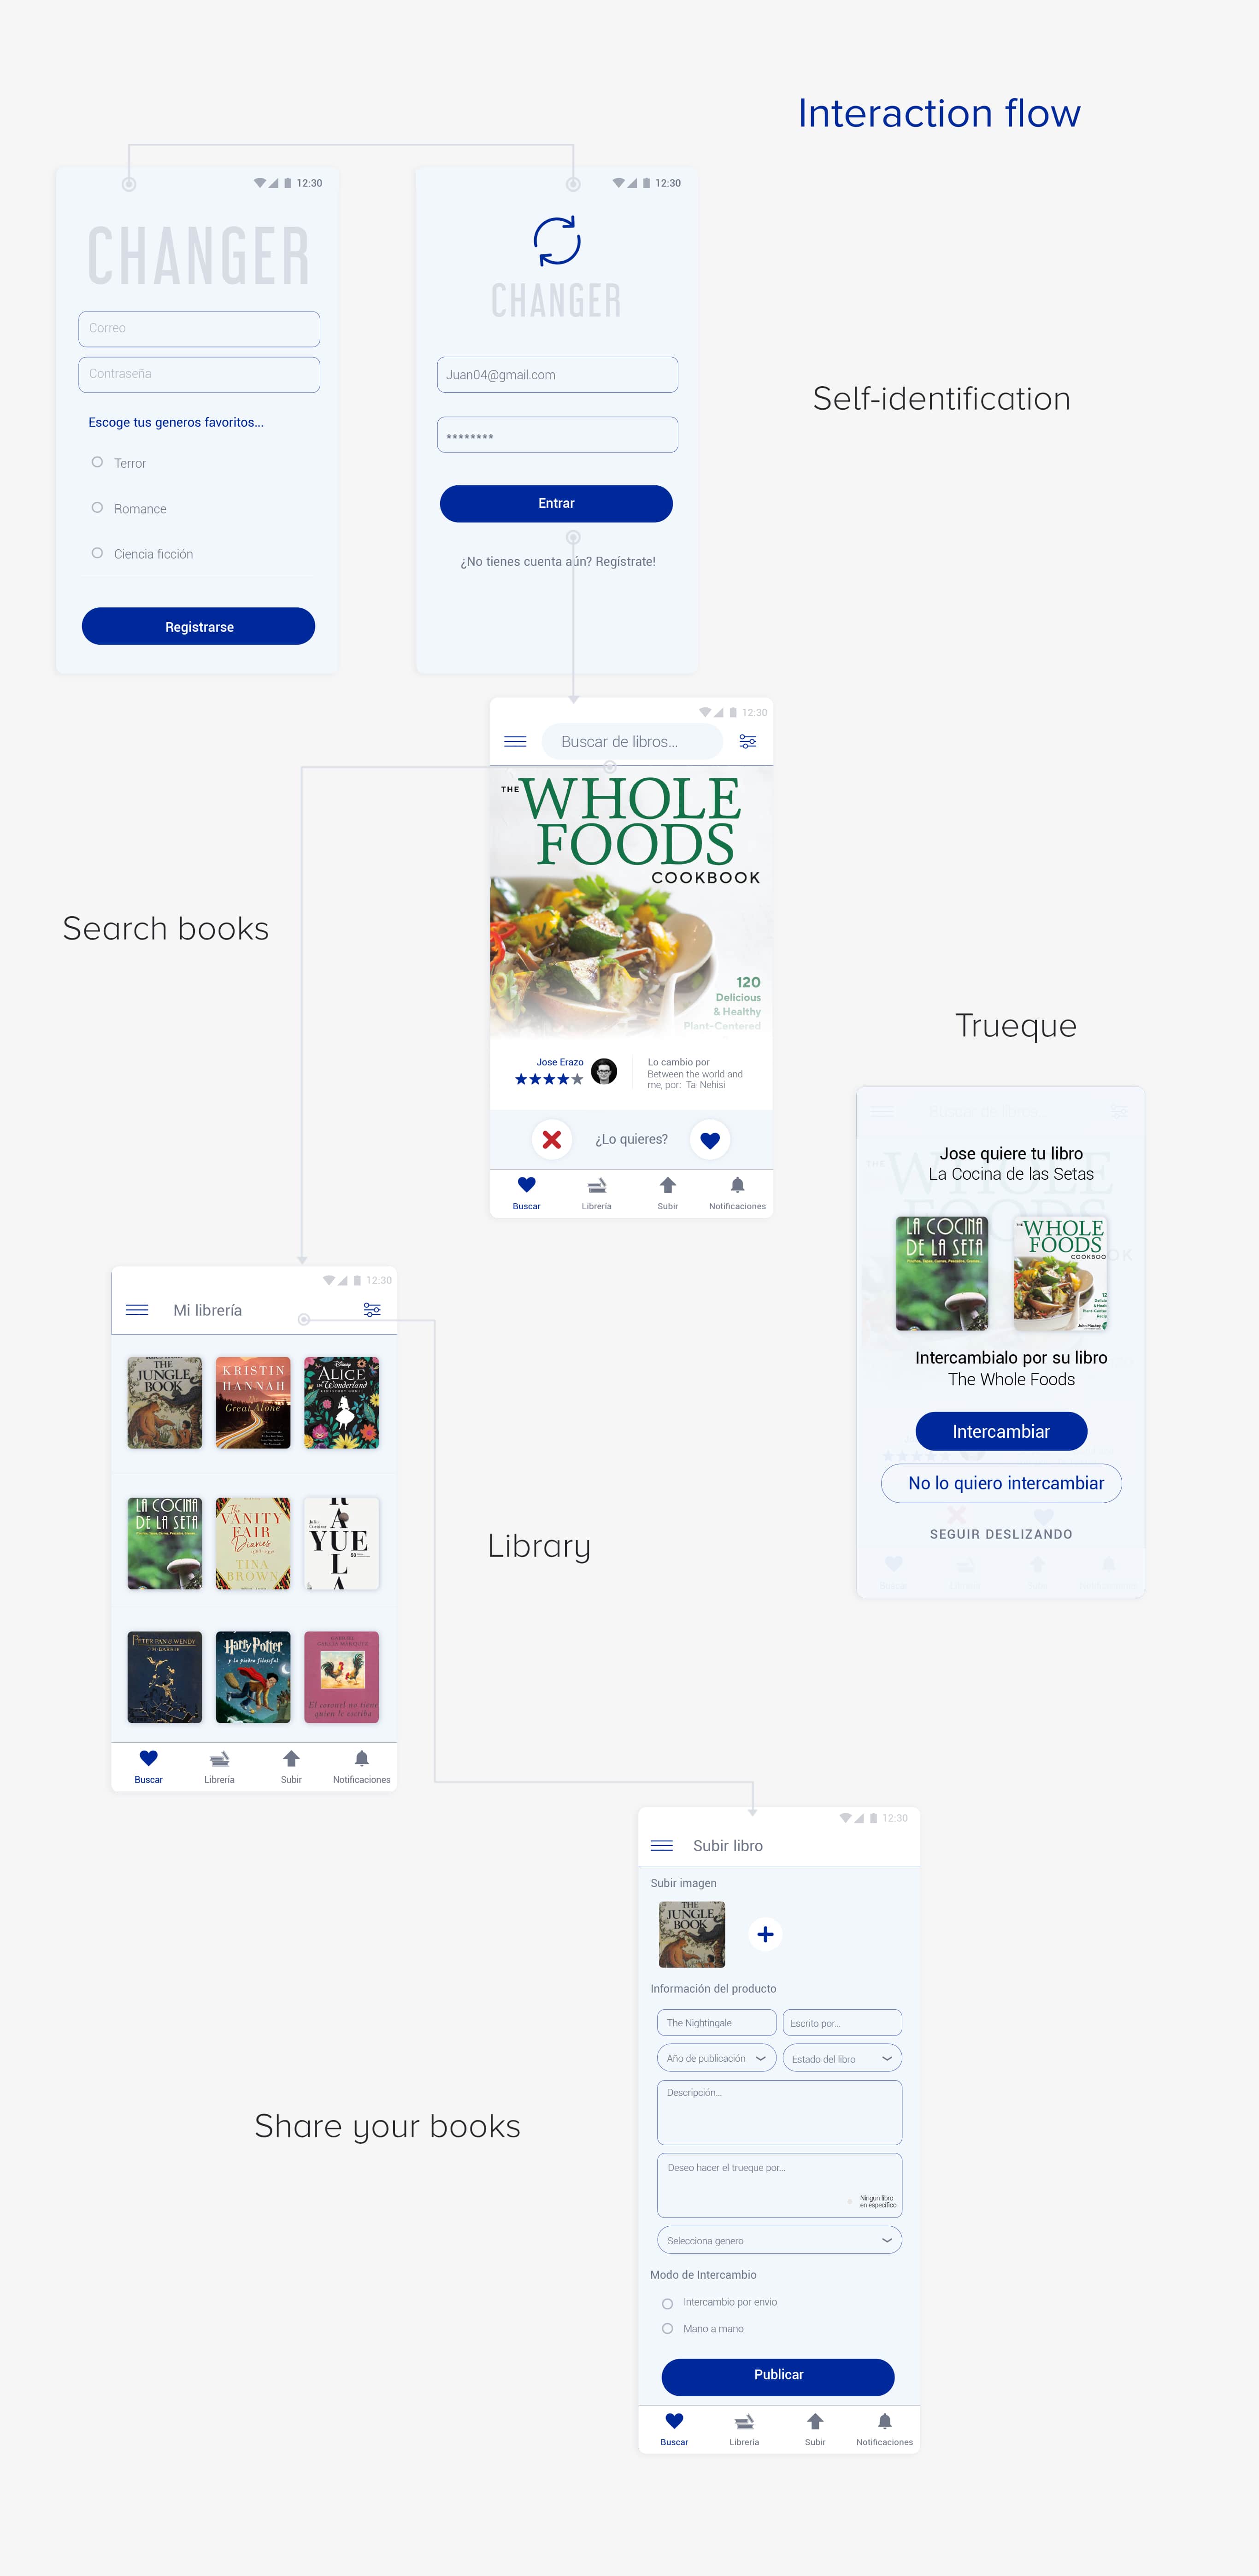 Interaction flow
12:30
CHANGER
Correo
Contraseña
Escoge tus generos favoritos...
Terror
Romance
Ciencia ficción
Registrarse
12:30
CHANGER
Juan04@gmail.com
********
Entrar
¿No tienes cuenta aún? Regístrate!
Self-identification
12:30
Buscar de libros...
THE
WHOLE
FOODS
COOKBOOK
120
Delicious
& Healthy
Plant-Centered
Jose Erazo
Lo cambio por
Between the world and
me, por: Ta-Nehisi
¿Lo quieres?
Buscar
Librería
Subir
Notificaciones
Search books
Trueque
Jose quiere tu libro
La Cocina de las Setas
LA COCINA
DE LA SETA
THE
WHOLE
FOODS
COOKBOO
Intercambialo por su libro
The Whole Foods
Intercambiar
No lo quiero intercambiar
SEGUIR DESLIZANDO
12:30
Mi librería
THE
JUNGLE
BOOK
KRISTIN
HANNAH
The
Great Alone
Disney
ALICE
IN Wonderland
LA COCINA
DE LA SETA
The
VANITY
FAIR
Diaries
TINA
BROWN
R
A
YUE
L
A
PETER PAN & WENDY
J·M·BARRIE
Harry Potter
y la piedra filosofal
El coronel no tiene
quien le escriba
Buscar
Librería
Subir
Notificaciones
Library
12:30
Subir libro
Subir imagen
THE
JUNGLE
BOOK
Información del producto
The Nightingale
Escrito por...
Año de publicación
Estado del libro
Descripción...
Deseo hacer el trueque por...
Ningun libro
en especifico
Selecciona genero
Modo de Intercambio
Intercambio por envio
Mano a mano
Publicar
Buscar
Librería
Subir
Notificaciones
Share your books